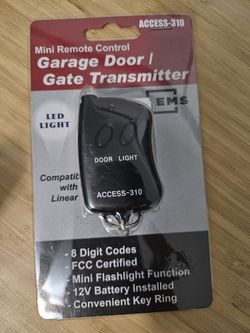 ACCESS-310
Mini Remote Control
Garage Door /
Gate Transmitter
EMS
LED
LIGHT
DOOR LIGHT
Compatible
with
Linear
ACCESS-310
- 8 Digit Codes
- FCC Certified
- Mini Flashlight Function
- 12V Battery Installed
- Convenient Key Ring